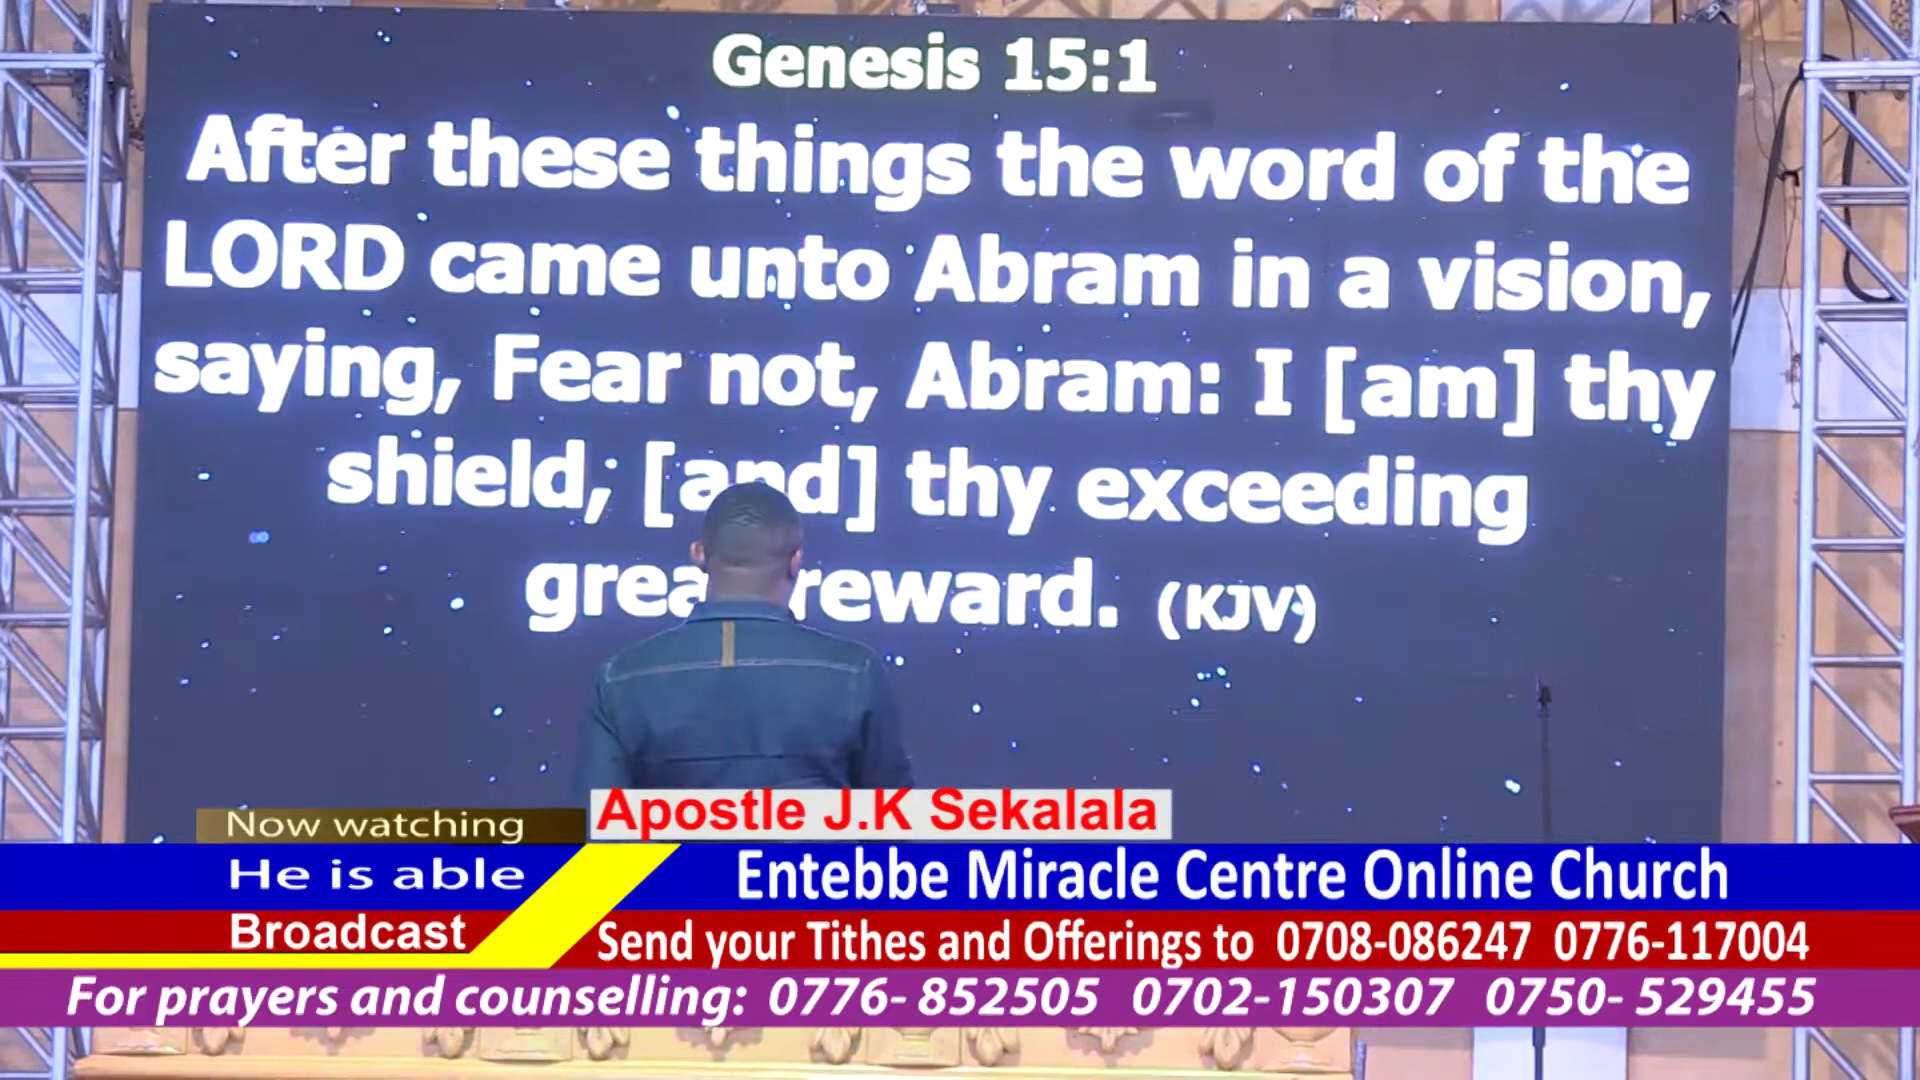 Genesis 15:1
After these things the word of the
LORD came unto Abram in a vision,
saying, Fear not, Abram: I [am] thy
shield, [and] thy exceeding
reward. (KJV)
Now watching
Apostle J.K Sekalala
He is able
Entebbe Miracle Centre Online Church
Broadcast
Send your Tithes and Offerings to 0708-086247 0776-117004
For prayers and counselling: 0776- 852505 0702-150307 0750- 529455